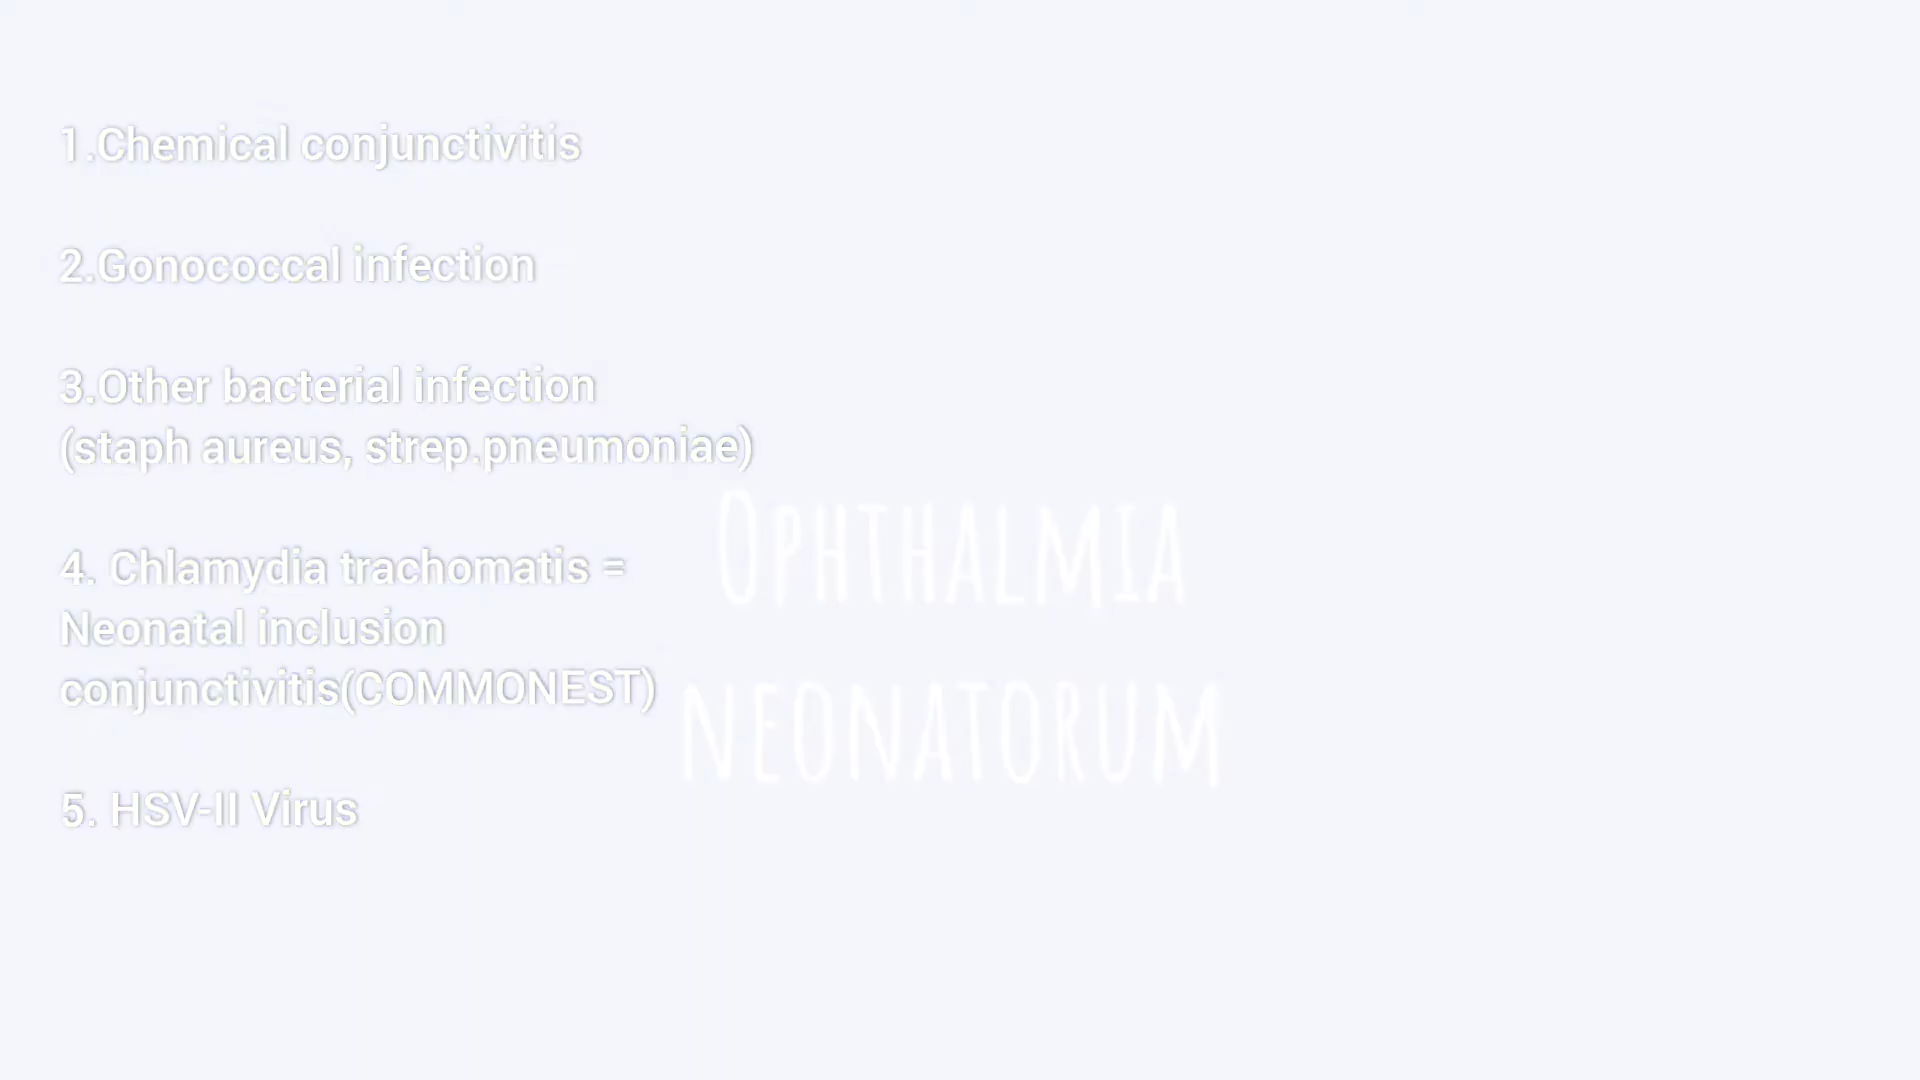 1.Chemical conjunctivitis
2.Gonococcal infection
3.Other bacterial infection
(staph aureus, strep.pneumoniae)
4. Chlamydia trachomatis =
Neonatal inclusion
conjunctivitis(COMMONEST)
5. HSV-II Virus
OPHTHALMIA
NEONATORUM